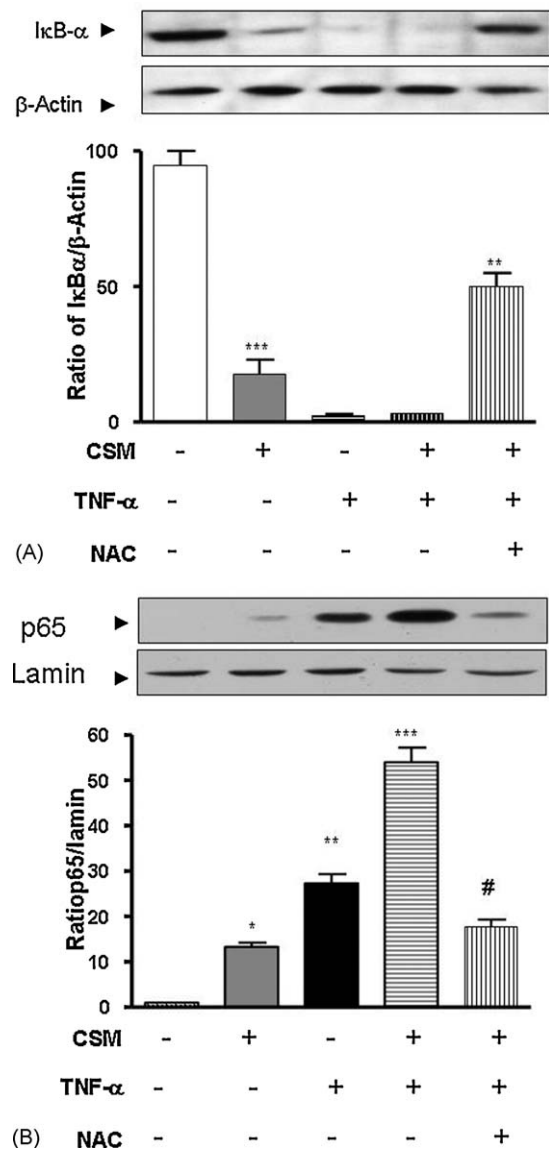 IκB-α ►
β-Actin ►
Ratio of IκBα/β-Actin
100
50
0
***
**
CSM - + - + +
TNF-α - - + + +
(A) NAC - - - - +
p65 ►
Lamin ►
Ratiop65/lamin
60
50
40
30
20
10
0
*
**
***
#
CSM - + - + +
TNF-α - - + + +
(B) NAC - - - - +